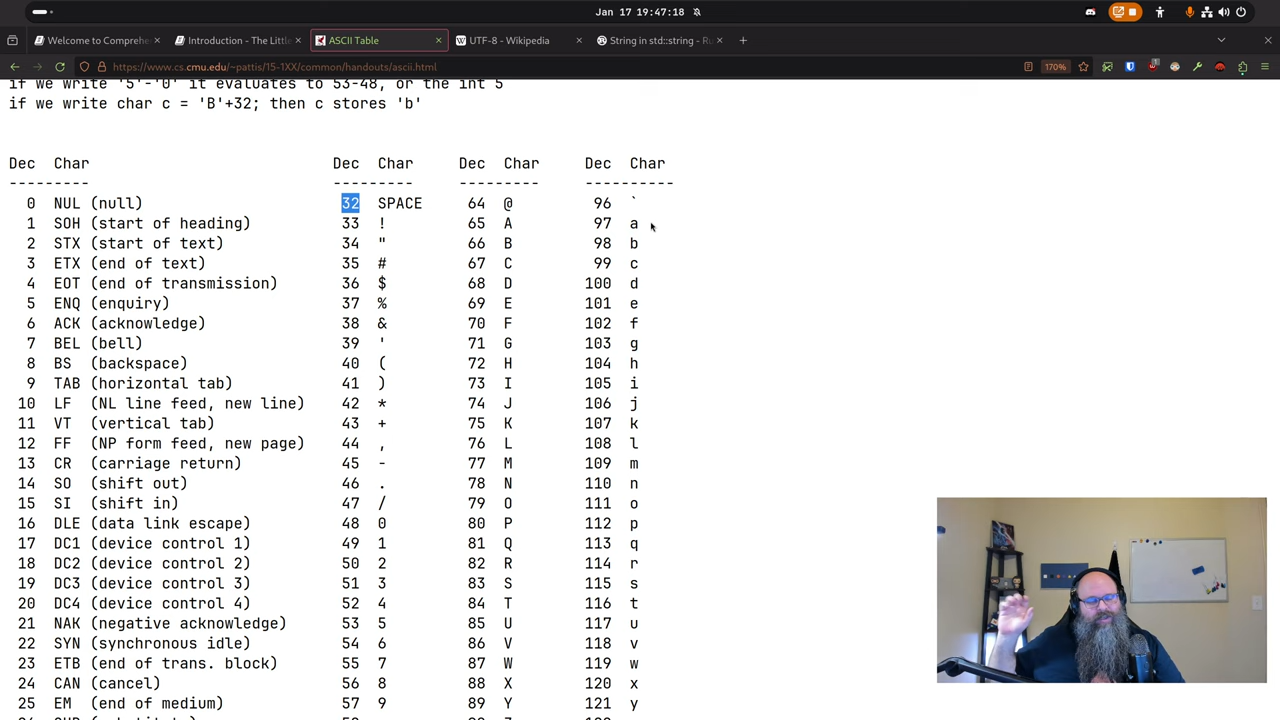 Jan 17 19:47:18
Welcome to Comprehe
Introduction - The Little
ASCII Table
UTF-8 - Wikipedia
String in std::string - Ru
https://www.cs.cmu.edu/~pattis/15-1XX/common/handouts/ascii.html
170%
if we write '5'-'0' it evaluates to 53-48, or the int 5
if we write char c = 'B'+32; then c stores 'b'
Dec Char Dec Char Dec Char Dec Char
--------- --------- --------- ----------
0 NUL (null) 32 SPACE 64 @ 96 `
1 SOH (start of heading) 33 ! 65 A 97 a
2 STX (start of text) 34 " 66 B 98 b
3 ETX (end of text) 35 # 67 C 99 c
4 EOT (end of transmission) 36 $ 68 D 100 d
5 ENQ (enquiry) 37 % 69 E 101 e
6 ACK (acknowledge) 38 & 70 F 102 f
7 BEL (bell) 39 ' 71 G 103 g
8 BS (backspace) 40 ( 72 H 104 h
9 TAB (horizontal tab) 41 ) 73 I 105 i
10 LF (NL line feed, new line) 42 * 74 J 106 j
11 VT (vertical tab) 43 + 75 K 107 k
12 FF (NP form feed, new page) 44 , 76 L 108 l
13 CR (carriage return) 45 - 77 M 109 m
14 SO (shift out) 46 . 78 N 110 n
15 SI (shift in) 47 / 79 O 111 o
16 DLE (data link escape) 48 0 80 P 112 p
17 DC1 (device control 1) 49 1 81 Q 113 q
18 DC2 (device control 2) 50 2 82 R 114 r
19 DC3 (device control 3) 51 3 83 S 115 s
20 DC4 (device control 4) 52 4 84 T 116 t
21 NAK (negative acknowledge) 53 5 85 U 117 u
22 SYN (synchronous idle) 54 6 86 V 118 v
23 ETB (end of trans. block) 55 7 87 W 119 w
24 CAN (cancel) 56 8 88 X 120 x
25 EM (end of medium) 57 9 89 Y 121 y